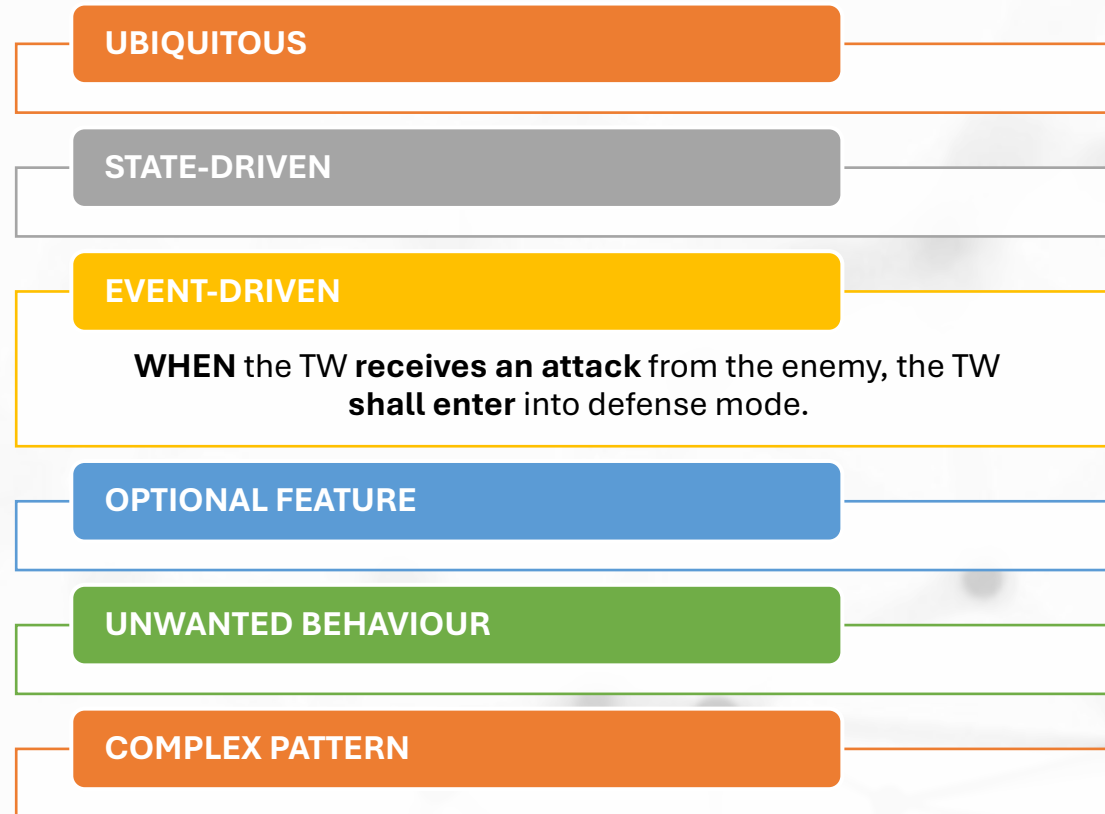 UBIQUITOUS
STATE-DRIVEN
EVENT-DRIVEN
WHEN the TW receives an attack from the enemy, the TW
shall enter into defense mode.
OPTIONAL FEATURE
UNWANTED BEHAVIOUR
COMPLEX PATTERN